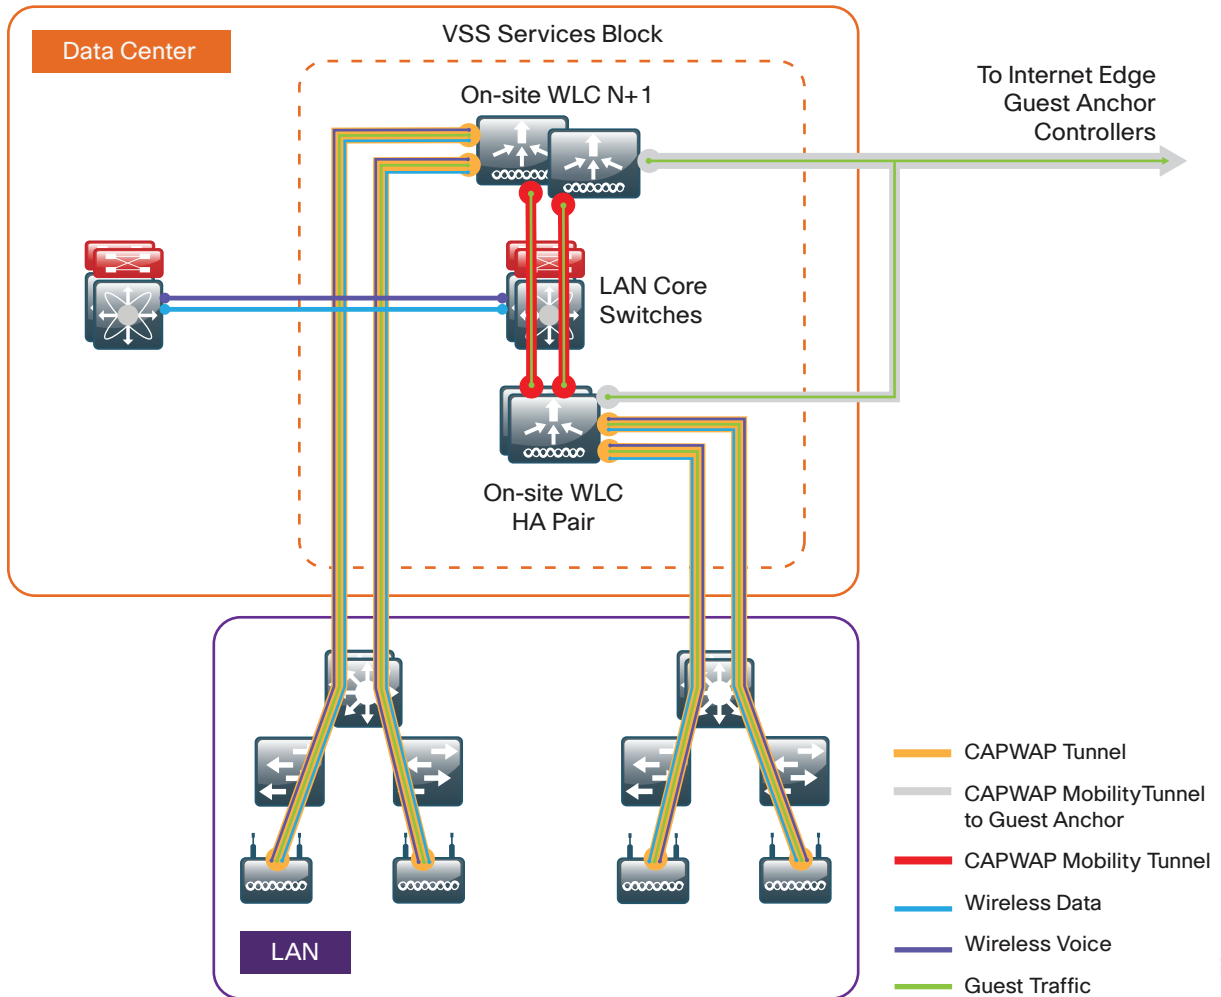 Data Center
VSS Services Block
On-site WLC N+1
To Internet Edge
Guest Anchor
Controllers
LAN Core
Switches
On-site WLC
HA Pair
CAPWAP Tunnel
CAPWAP Mobility Tunnel
to Guest Anchor
CAPWAP Mobility Tunnel
Wireless Data
Wireless Voice
Guest Traffic
LAN